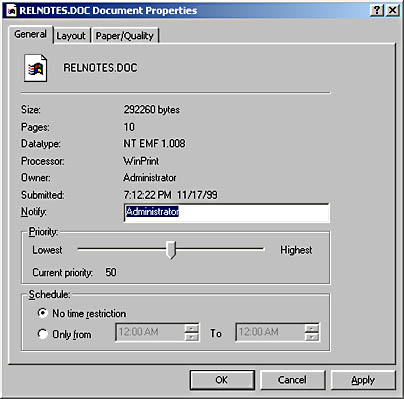 RELNOTES.DOC Document Properties
General Layout Paper/Quality
RELNOTES.DOC
Size: 292260 bytes
Pages: 10
Datatype: NT EMF 1.008
Processor: WinPrint
Owner: Administrator
Submitted: 7:12:22 PM 11/17/99
Notify: Administrator
Priority:
Lowest Highest
Current priority: 50
Schedule:
No time restriction
Only from 12:00 AM To 12:00 AM
OK Cancel Apply